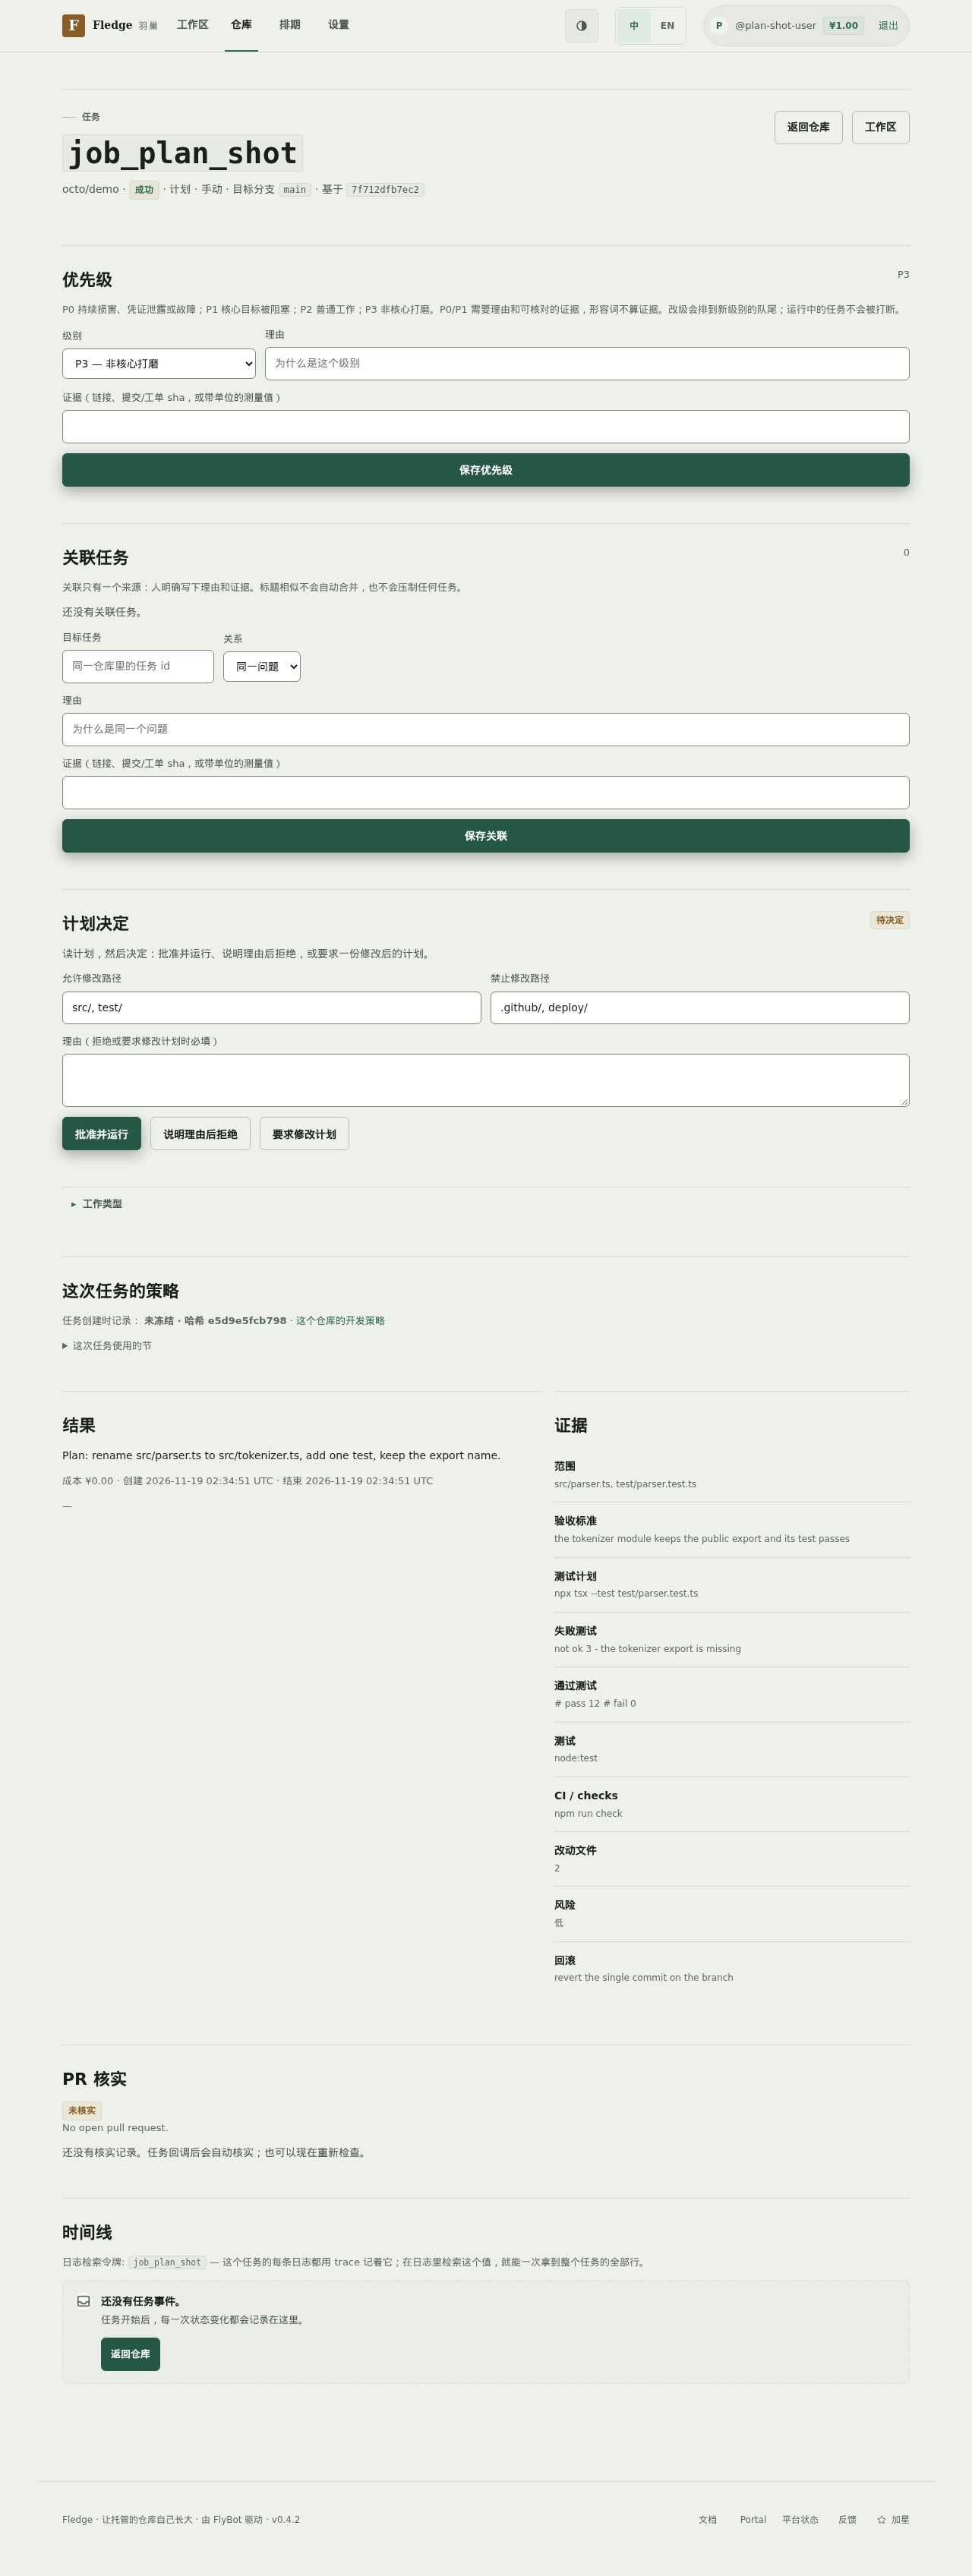 F Fledge 羽巢 工作区 仓库 排期 设置 中 EN P @plan-shot-user ¥1.00 退出
任务
返回仓库 工作区
job_plan_shot
octo/demo · 成功 · 计划 · 手动 · 目标分支 main · 基于 7f712dfb7ec2
优先级
P3
P0 持续损害、凭证泄露或故障；P1 核心目标被阻塞；P2 普通工作；P3 非核心打磨。P0/P1 需要理由和可核对的证据，形容词不算证据。改级会排到新级别的队尾；运行中的任务不会被打断。
级别 理由
P3 — 非核心打磨 为什么是这个级别
证据（链接、提交/工单 sha，或带单位的测量值）
保存优先级
关联任务
0
关联只有一个来源：人明确写下理由和证据。标题相似不会自动合并，也不会压制任何任务。
还没有关联任务。
目标任务 关系
同一仓库里的任务 id 同一问题
理由
为什么是同一个问题
证据（链接、提交/工单 sha，或带单位的测量值）
保存关联
计划决定
待决定
读计划，然后决定：批准并运行、说明理由后拒绝，或要求一份修改后的计划。
允许修改路径 禁止修改路径
src/, test/ .github/, deploy/
理由（拒绝或要求修改计划时必填）
批准并运行 说明理由后拒绝 要求修改计划
▸ 工作类型
这次任务的策略
任务创建时记录： 未冻结 · 哈希 e5d9e5fcb798 · 这个仓库的开发策略
▶ 这次任务使用的节
结果
Plan: rename src/parser.ts to src/tokenizer.ts, add one test, keep the export name.
成本 ¥0.00 · 创建 2026-11-19 02:34:51 UTC · 结束 2026-11-19 02:34:51 UTC
—
证据
范围
src/parser.ts, test/parser.test.ts
验收标准
the tokenizer module keeps the public export and its test passes
测试计划
npx tsx --test test/parser.test.ts
失败测试
not ok 3 - the tokenizer export is missing
通过测试
# pass 12 # fail 0
测试
node:test
CI / checks
npm run check
改动文件
2
风险
低
回滚
revert the single commit on the branch
PR 核实
未核实
No open pull request.
还没有核实记录。任务回调后会自动核实；也可以现在重新检查。
时间线
日志检索令牌: job_plan_shot — 这个任务的每条日志都用 trace 记着它；在日志里检索这个值，就能一次拿到整个任务的全部行。
还没有任务事件。
任务开始后，每一次状态变化都会记录在这里。
返回仓库
Fledge · 让托管的仓库自己长大 · 由 FlyBot 驱动 · v0.4.2 文档 Portal 平台状态 反馈 ☆ 加星